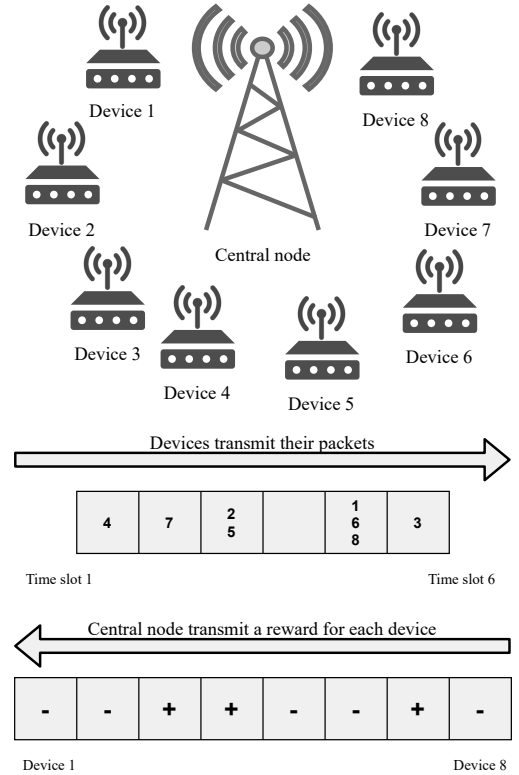 Device 1
Device 8
Device 2
Device 7
Central node
Device 3
Device 6
Device 4
Device 5
Devices transmit their packets
4 7 2 1 3
5 6
8
Time slot 1 Time slot 6
Central node transmit a reward for each device
- - + + - - + -
Device 1 Device 8